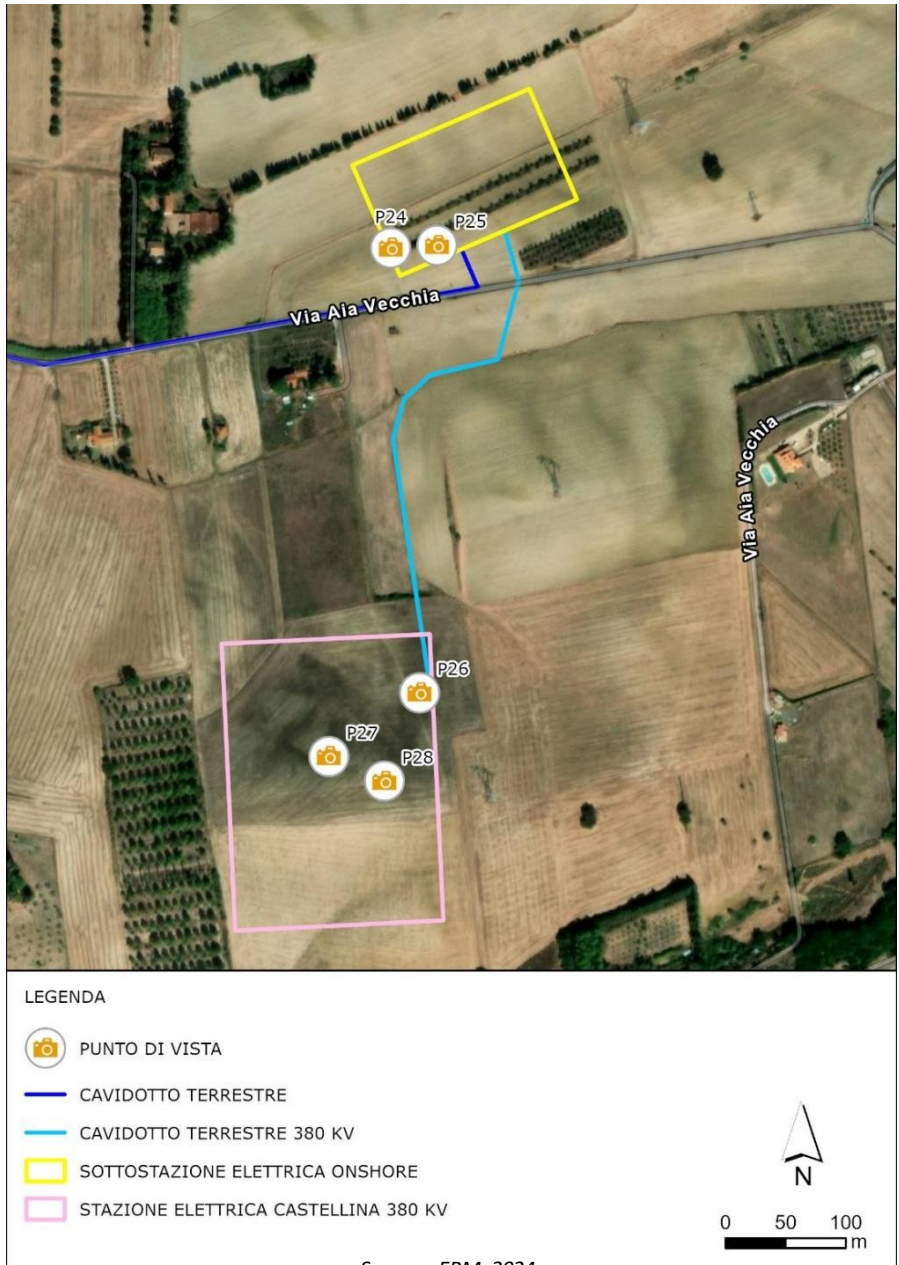 P24
P25
Via Aia Vecchia
Via Aia Vecchia
P26
P27
P28
LEGENDA
PUNTO DI VISTA
CAVIDOTTO TERRESTRE
CAVIDOTTO TERRESTRE 380 KV
SOTTOSTAZIONE ELETTRICA ONSHORE
STAZIONE ELETTRICA CASTELLINA 380 KV
N
0 50 100
m